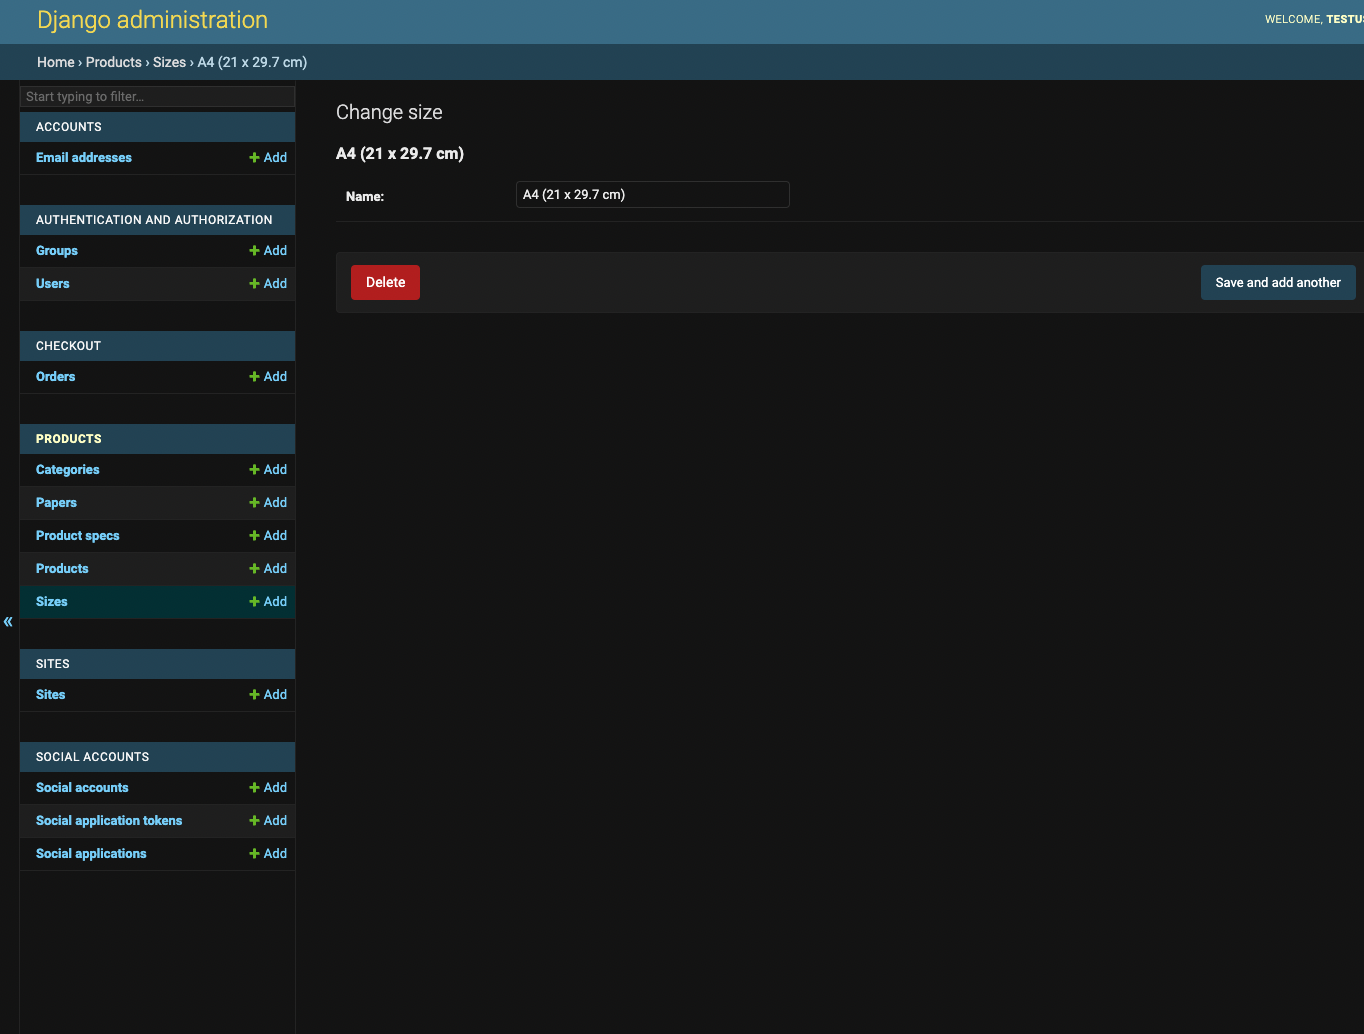 Django administration
WELCOME,
Home › Products › Sizes › A4 (21 x 29.7 cm)
Start typing to filter...
ACCOUNTS
Email addresses + Add
AUTHENTICATION AND AUTHORIZATION
Groups + Add
Users + Add
CHECKOUT
Orders + Add
PRODUCTS
Categories + Add
Papers + Add
Product specs + Add
Products + Add
Sizes + Add
«
SITES
Sites + Add
SOCIAL ACCOUNTS
Social accounts + Add
Social application tokens + Add
Social applications + Add
Change size
A4 (21 x 29.7 cm)
Name: A4 (21 x 29.7 cm)
Delete
Save and add another